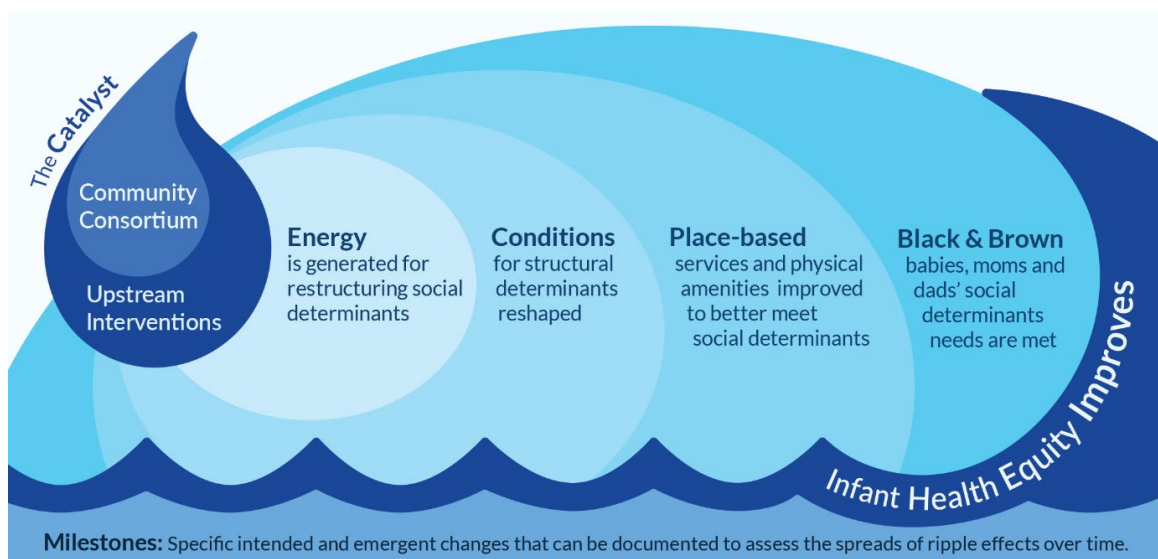 The Catalyst
Community
Consortium
Upstream
Interventions
Energy
is generated for
restructuring social
determinants
Conditions
for structural
determinants
reshaped
Place-based
services and physical
amenities improved
to better meet
social determinants
Black & Brown
babies, moms and
dads’ social
determinants
needs are met
Infant Health Equity Improves
Milestones: Specific intended and emergent changes that can be documented to assess the spreads of ripple effects over time.